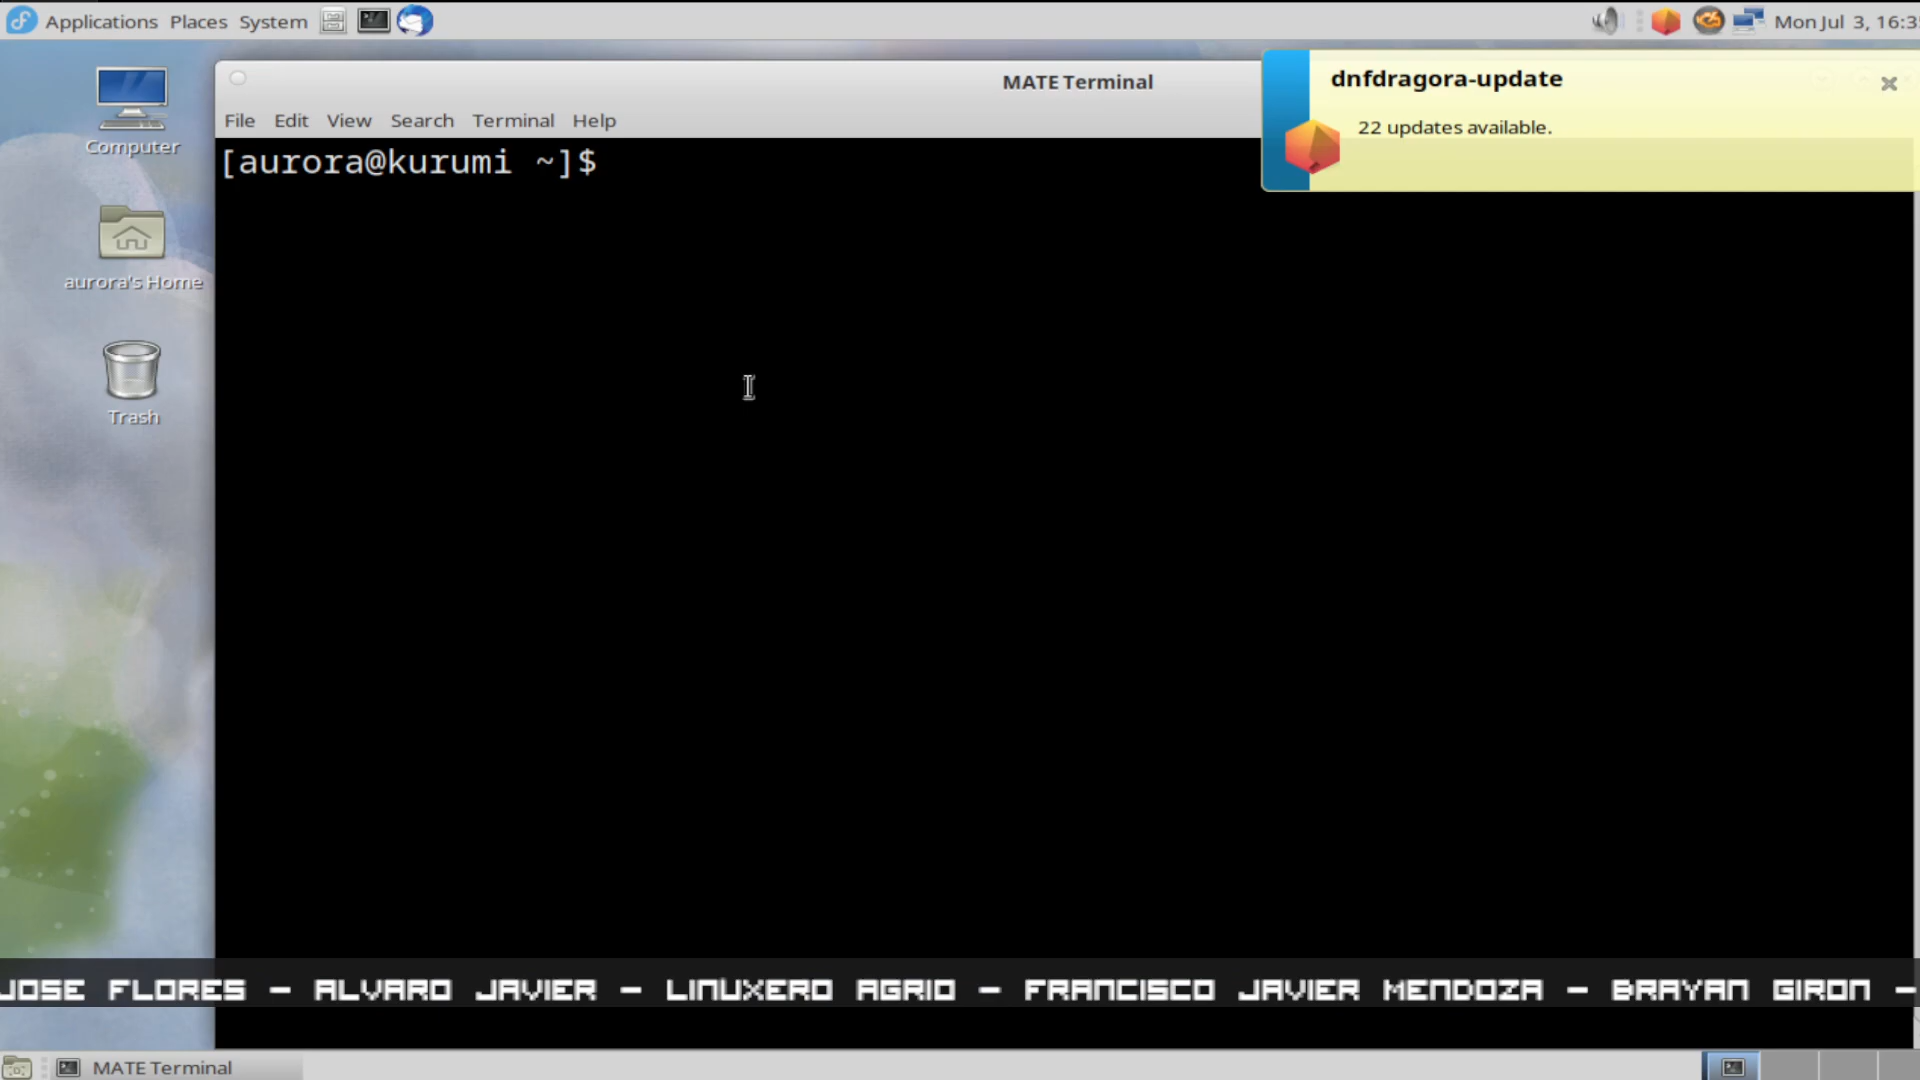 Applications Places System
Mon Jul 3, 16:3
Computer
aurora's Home
Trash
MATE Terminal
File Edit View Search Terminal Help
[aurora@kurumi ~]$
dnfdragora-update
22 updates available.
JOSE FLORES - ALVARO JAVIER - LINUXERO AGRIO - FRANCISCO JAVIER MENDOZA - BRAYAN GIRON -
MATE Terminal